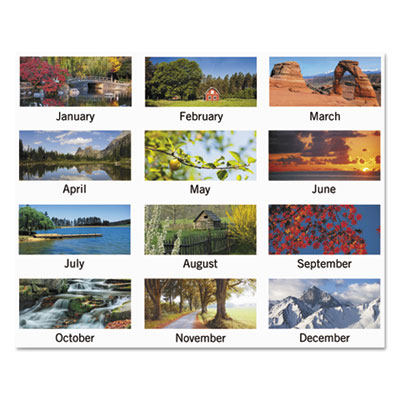 January
February
March
April
May
June
July
August
September
October
November
December